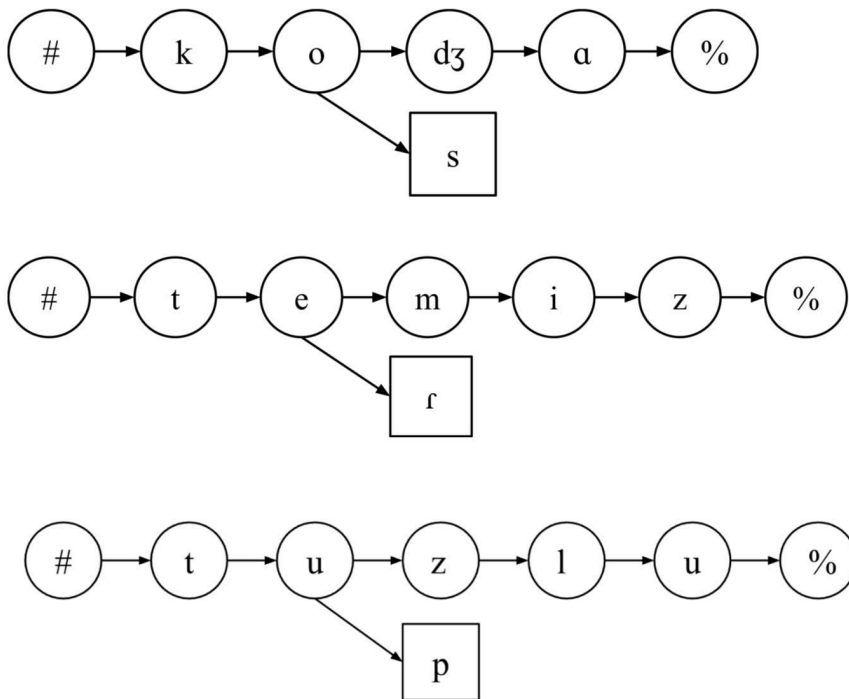 # k o dʒ ɑ %
s
# t e m i z %
ɾ
# t u z l u %
p